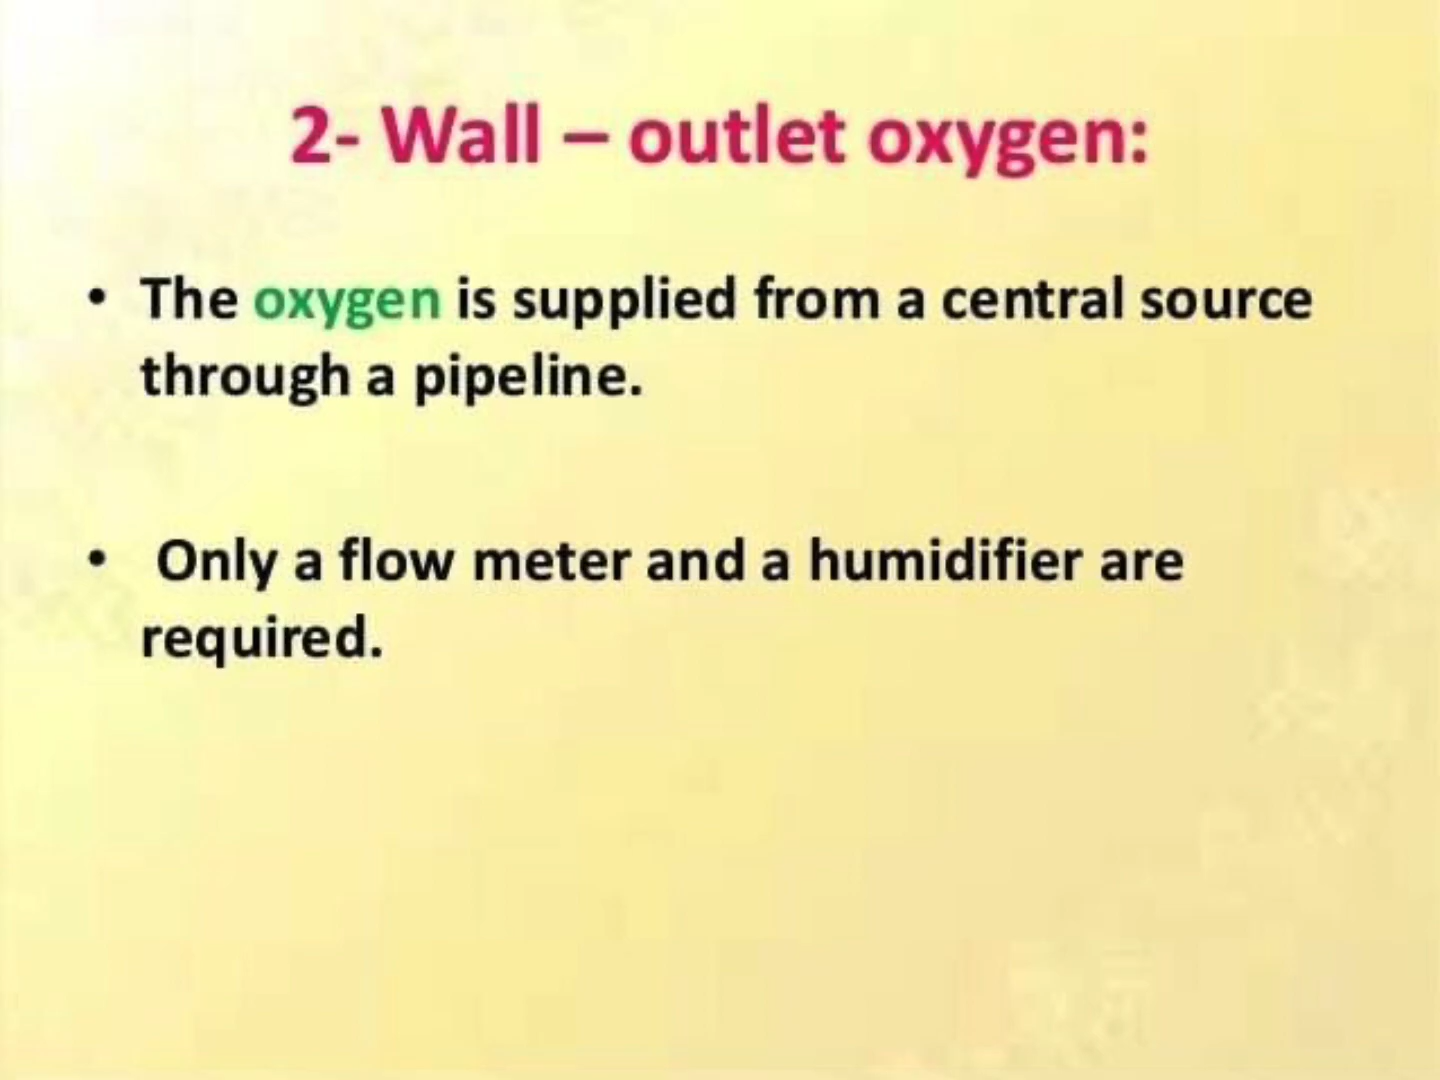 2- Wall – outlet oxygen:
• The oxygen is supplied from a central source
through a pipeline.
• Only a flow meter and a humidifier are
required.